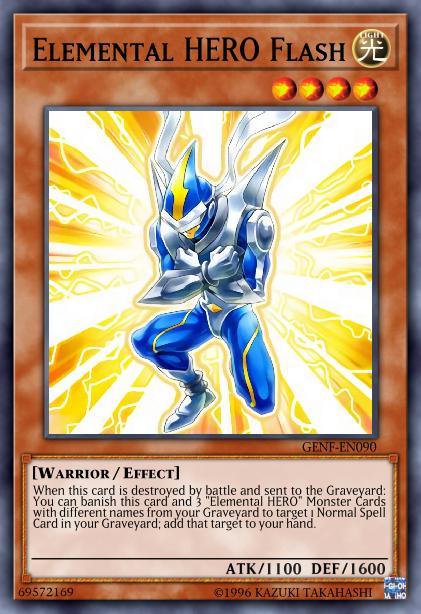 Elemental HERO Flash
LIGHT
光
GENF-EN090
[Warrior / Effect]
When this card is destroyed by battle and sent to the Graveyard:
You can banish this card and 3 "Elemental HERO" Monster Cards
with different names from your Graveyard to target 1 Normal Spell
Card in your Graveyard; add that target to your hand.
ATK/1100 DEF/1600
69572169
©1996 KAZUKI TAKAHASHI